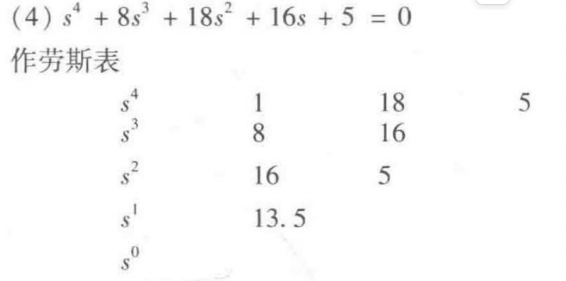 (4) s⁴ + 8s³ + 18s² + 16s + 5 = 0
作劳斯表
s⁴ 1 18 5
s³ 8 16
s² 16 5
s¹ 13.5
s⁰